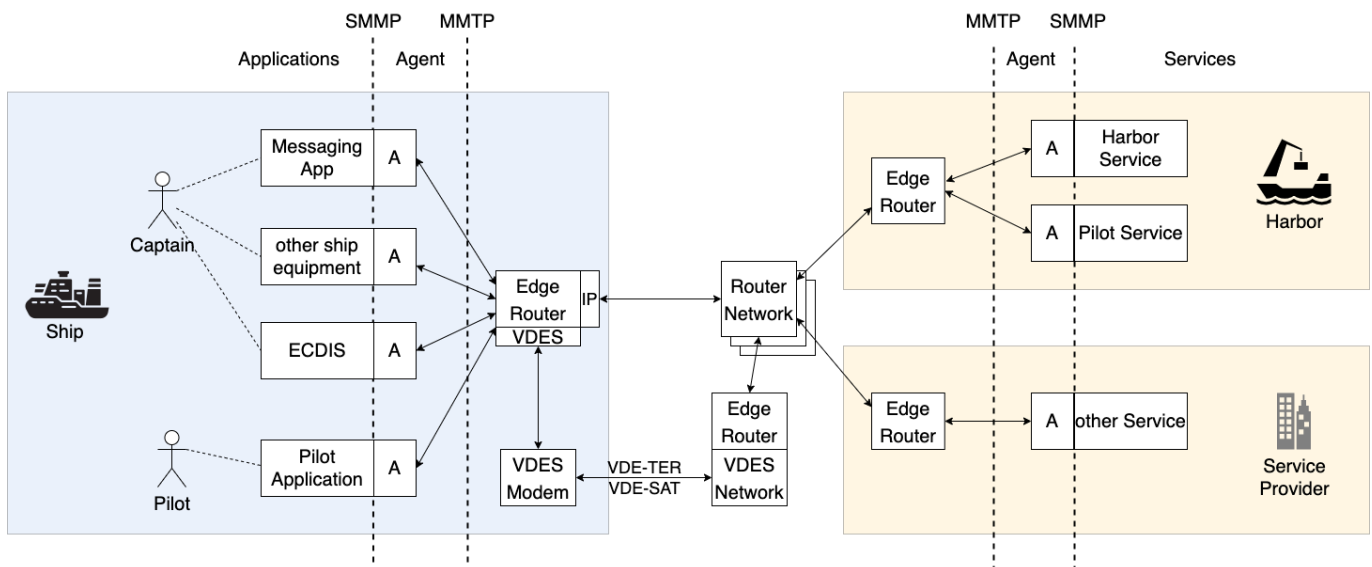 SMMP
MMTP
MMTP
SMMP
Applications
Agent
Agent
Services
Messaging
App
A
Captain
other ship
equipment
A
Ship
ECDIS
A
Pilot
Pilot
Application
A
Edge
Router
IP
VDES
VDES
Modem
VDE-TER
VDE-SAT
Router
Network
Edge
Router
VDES
Network
Edge
Router
A
Harbor
Service
A
Pilot Service
Harbor
Edge
Router
A
other Service
Service
Provider